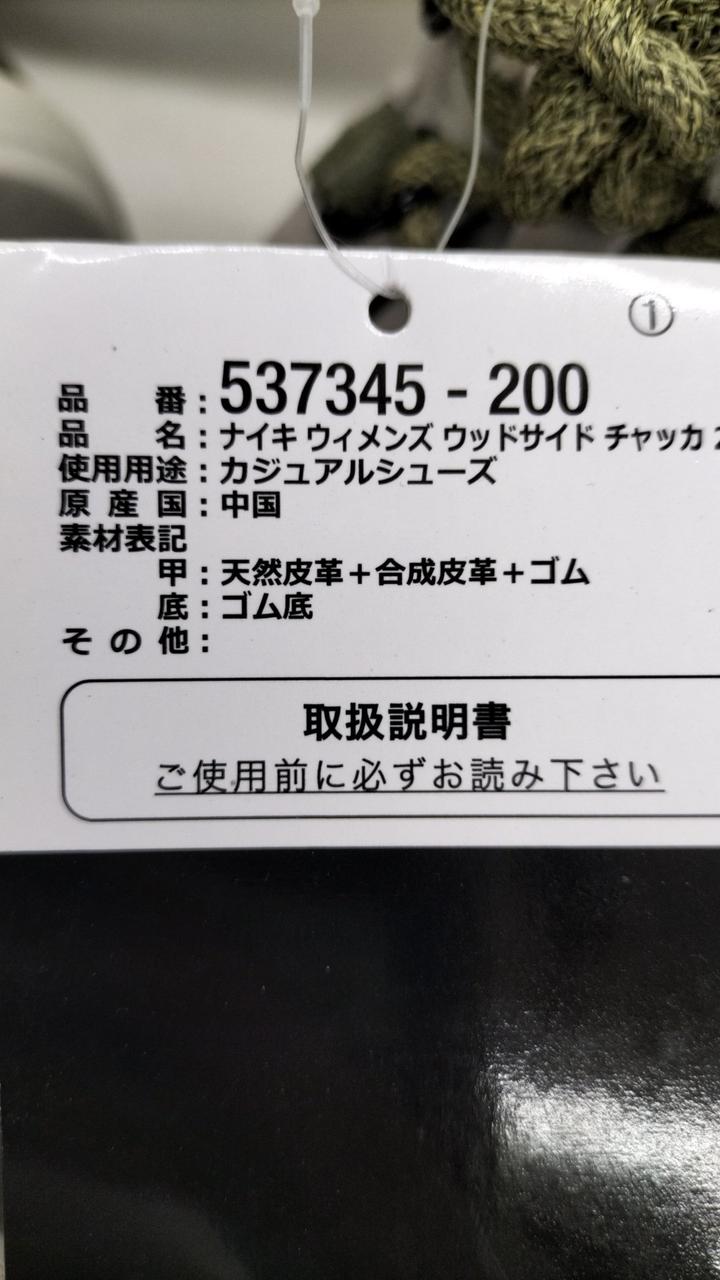 ①
品番:537345-200
品名:ナイキ ウィメンズ ウッドサイド チャッカ 2
使用用途:カジュアルシューズ
原産国:中国
素材表記
甲:天然皮革+合成皮革+ゴム
底:ゴム底
その他:
取扱説明書
ご使用前に必ずお読み下さい